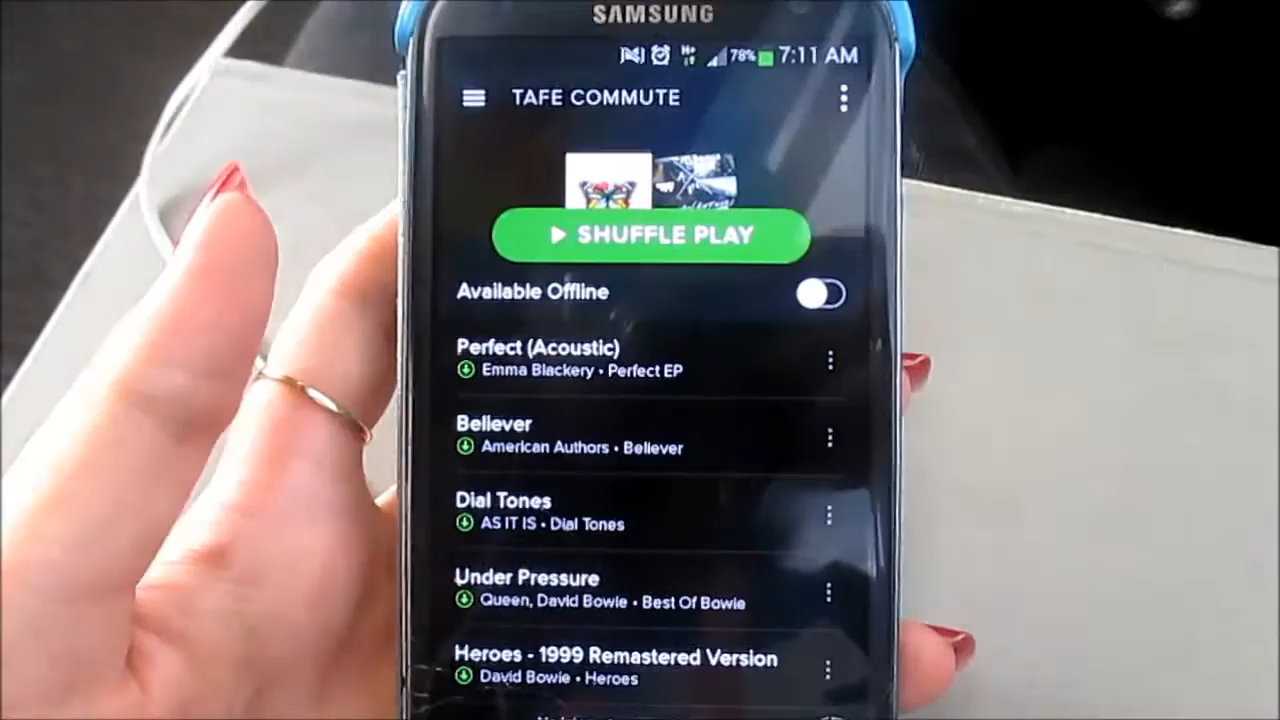 SAMSUNG
78% 7:11 AM
TAFE COMMUTE
SHUFFLE PLAY
Available Offline
Perfect (Acoustic)
Emma Blackery • Perfect EP
Believer
American Authors • Believer
Dial Tones
AS IT IS • Dial Tones
Under Pressure
Queen, David Bowie • Best Of Bowie
Heroes - 1999 Remastered Version
David Bowie • Heroes